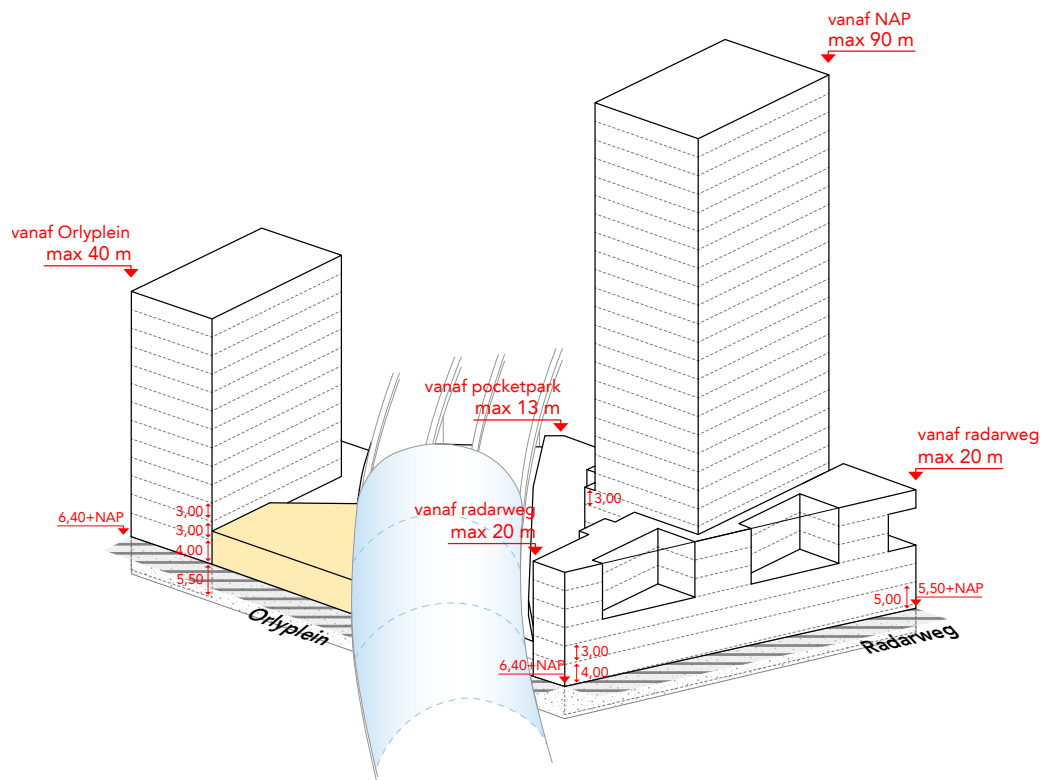 vanaf NAP
max 90 m
vanaf Orlyplein
max 40 m
vanaf pocketpark
max 13 m
vanaf radarweg
max 20 m
3,00
vanaf radarweg
max 20 m
6,40+NAP
3,00
3,00
4,00
5,50
Orlyplein
5,00
5,50+NAP
Radarweg
3,00
6,40+NAP
4,00